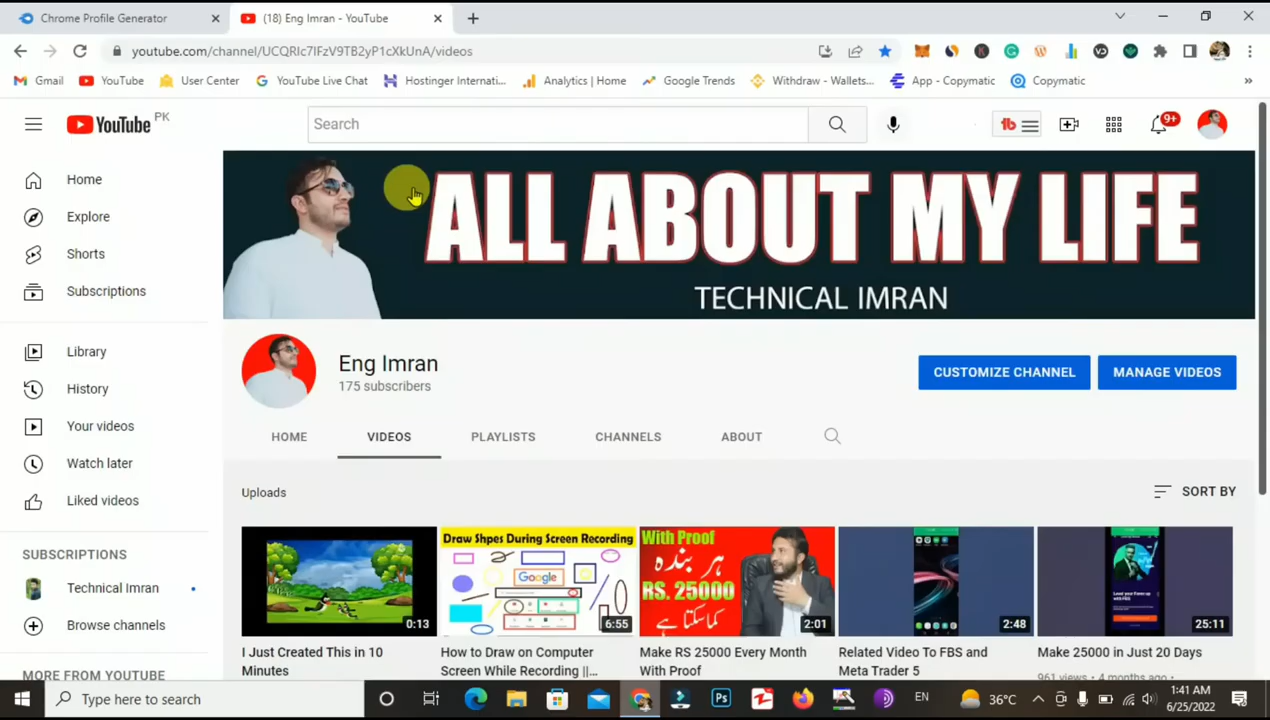 Chrome Profile Generator
(18) Eng Imran - YouTube
youtube.com/channel/UCQRIc7IFzV9TB2yP1cXkUnA/videos
Gmail
YouTube
User Center
YouTube Live Chat
Hostinger Internati...
Analytics | Home
Google Trends
Withdraw - Wallets...
App - Copymatic
Copymatic
»
YouTube PK
Search
9+
Home
Explore
Shorts
Subscriptions
Library
History
Your videos
Watch later
Liked videos
SUBSCRIPTIONS
Technical Imran
Browse channels
MORE FROM YOUTUBE
ALL ABOUT MY LIFE
TECHNICAL IMRAN
Eng Imran
175 subscribers
CUSTOMIZE CHANNEL
MANAGE VIDEOS
HOME
VIDEOS
PLAYLISTS
CHANNELS
ABOUT
Uploads
SORT BY
0:13
I Just Created This in 10
Minutes
Draw Shpes During Screen Recording
Google
6:55
How to Draw on Computer
Screen While Recording ||...
With Proof
ہر بندہ
RS. 25000
کما سکتا ہے
2:01
Make RS 25000 Every Month
With Proof
2:48
Related Video To FBS and
Meta Trader 5
25:11
Make 25000 in Just 20 Days
961 views • 4 months ago
Type here to search
EN
36°C
1:41 AM
6/25/2022